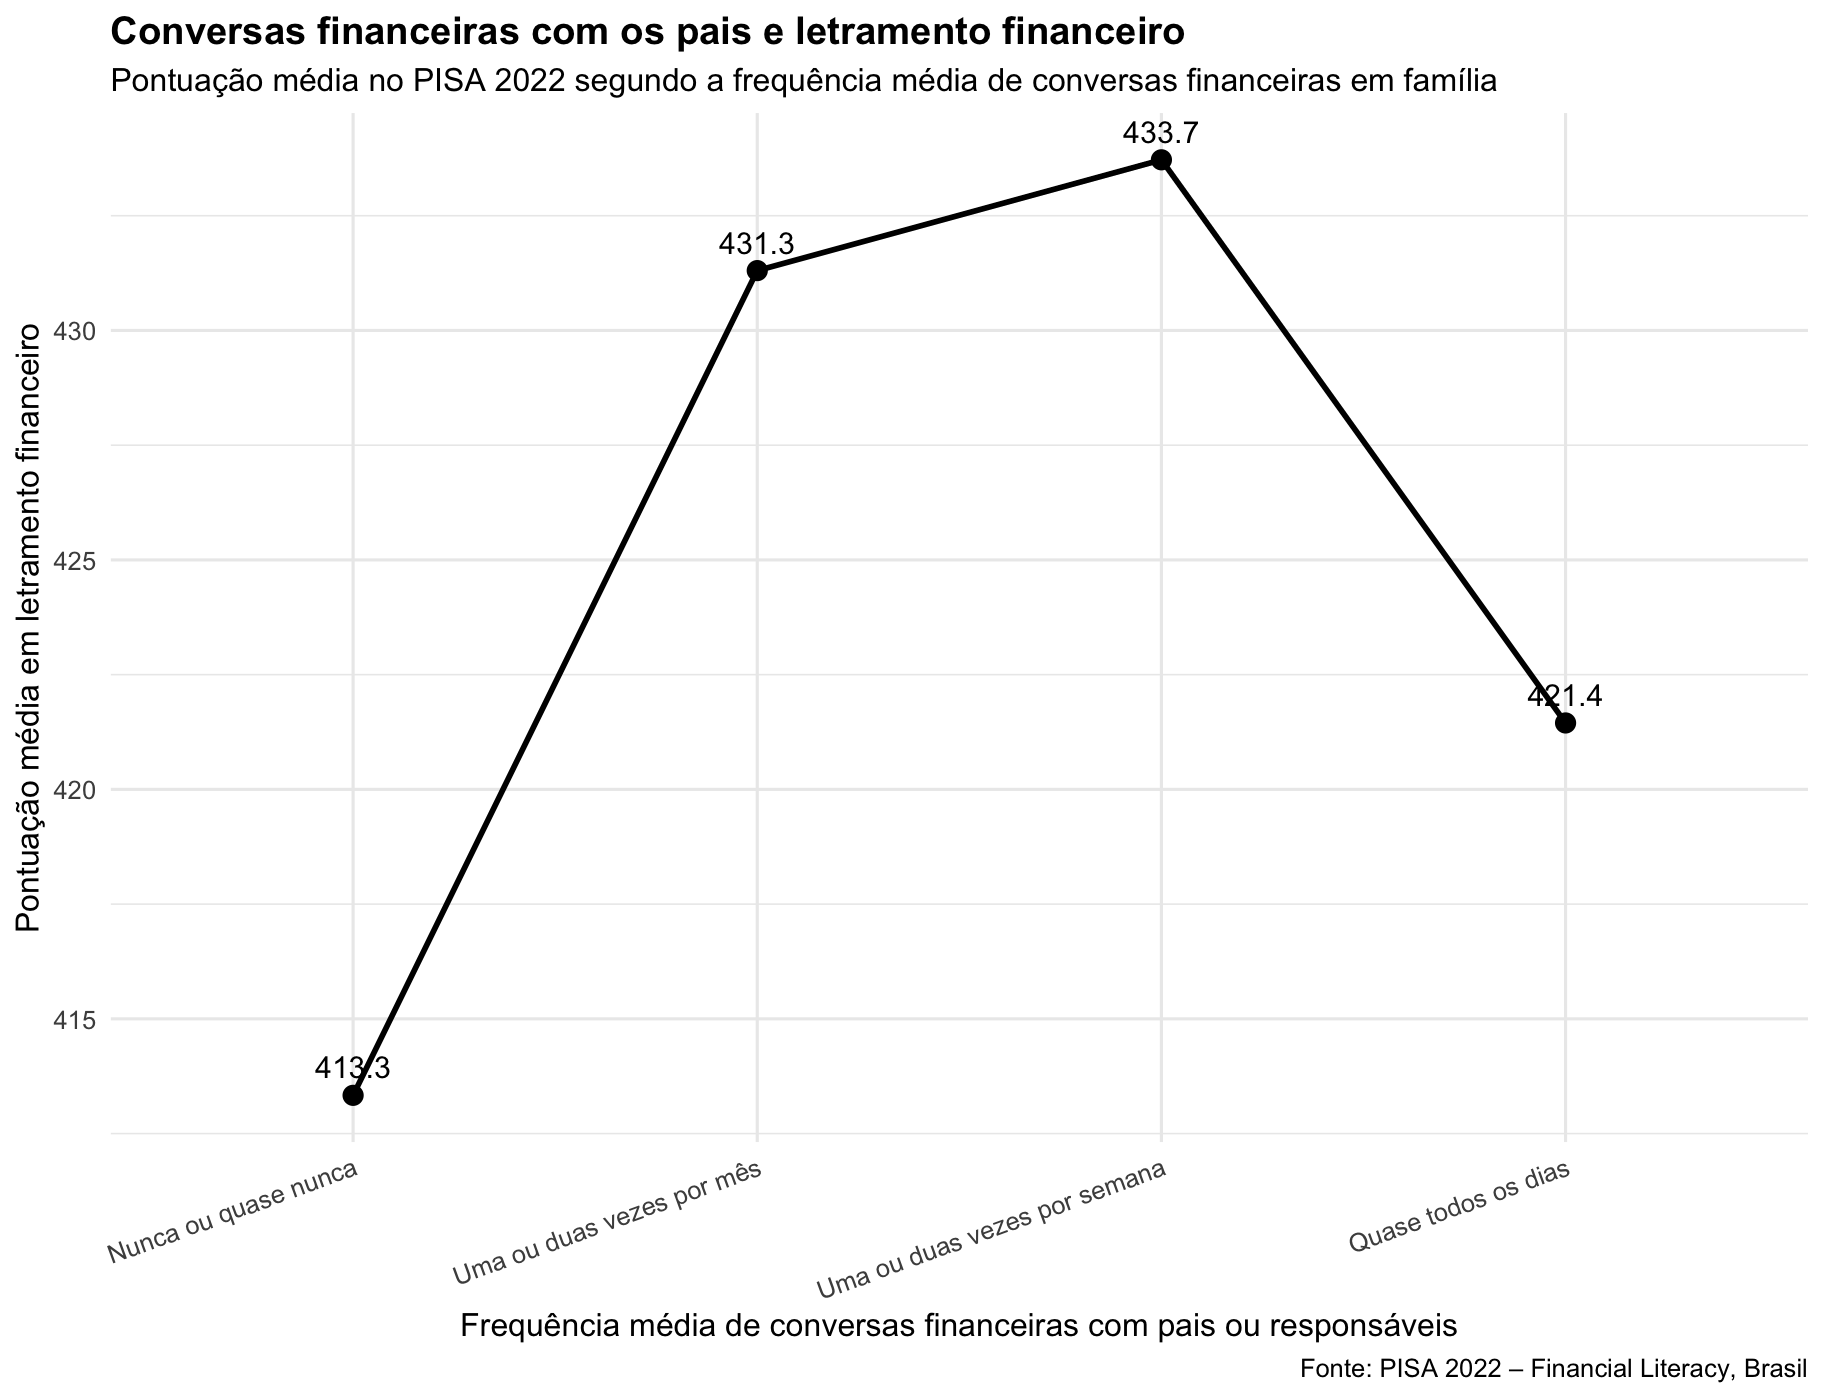 Conversas financeiras com os pais e letramento financeiro
Pontuação média no PISA 2022 segundo a frequência média de conversas financeiras em família
Pontuação média em letramento financeiro
430
425
420
415
413.3
431.3
433.7
421.4
Nunca ou quase nunca
Uma ou duas vezes por mês
Uma ou duas vezes por semana
Quase todos os dias
Frequência média de conversas financeiras com pais ou responsáveis
Fonte: PISA 2022 – Financial Literacy, Brasil